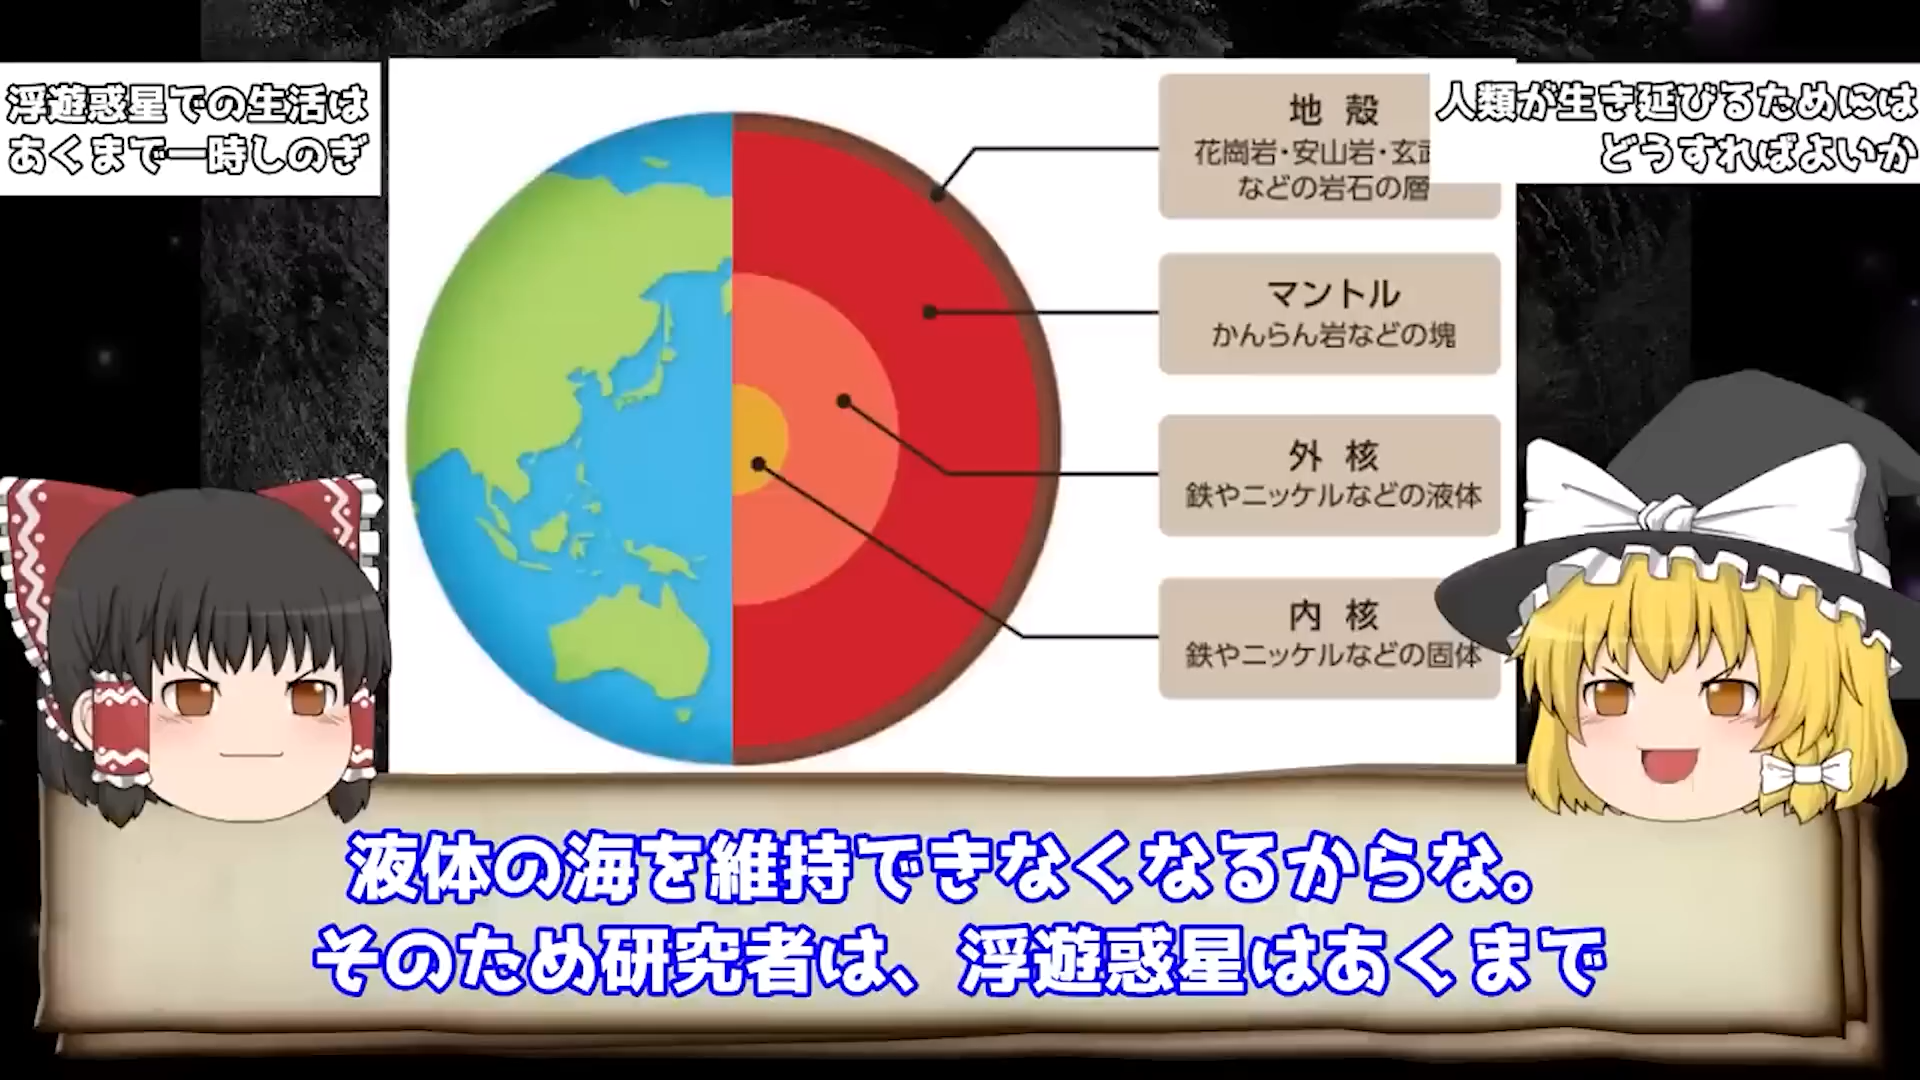 浮遊惑星での生活は
あくまで一時しのぎ
人類が生き延びるためには
どうすればよいか
地殻
花崗岩・安山岩・玄武
などの岩石の層
マントル
かんらん岩などの塊
外核
鉄やニッケルなどの液体
内核
鉄やニッケルなどの固体
液体の海を維持できなくなるからな。
そのため研究者は、浮遊惑星はあくまで